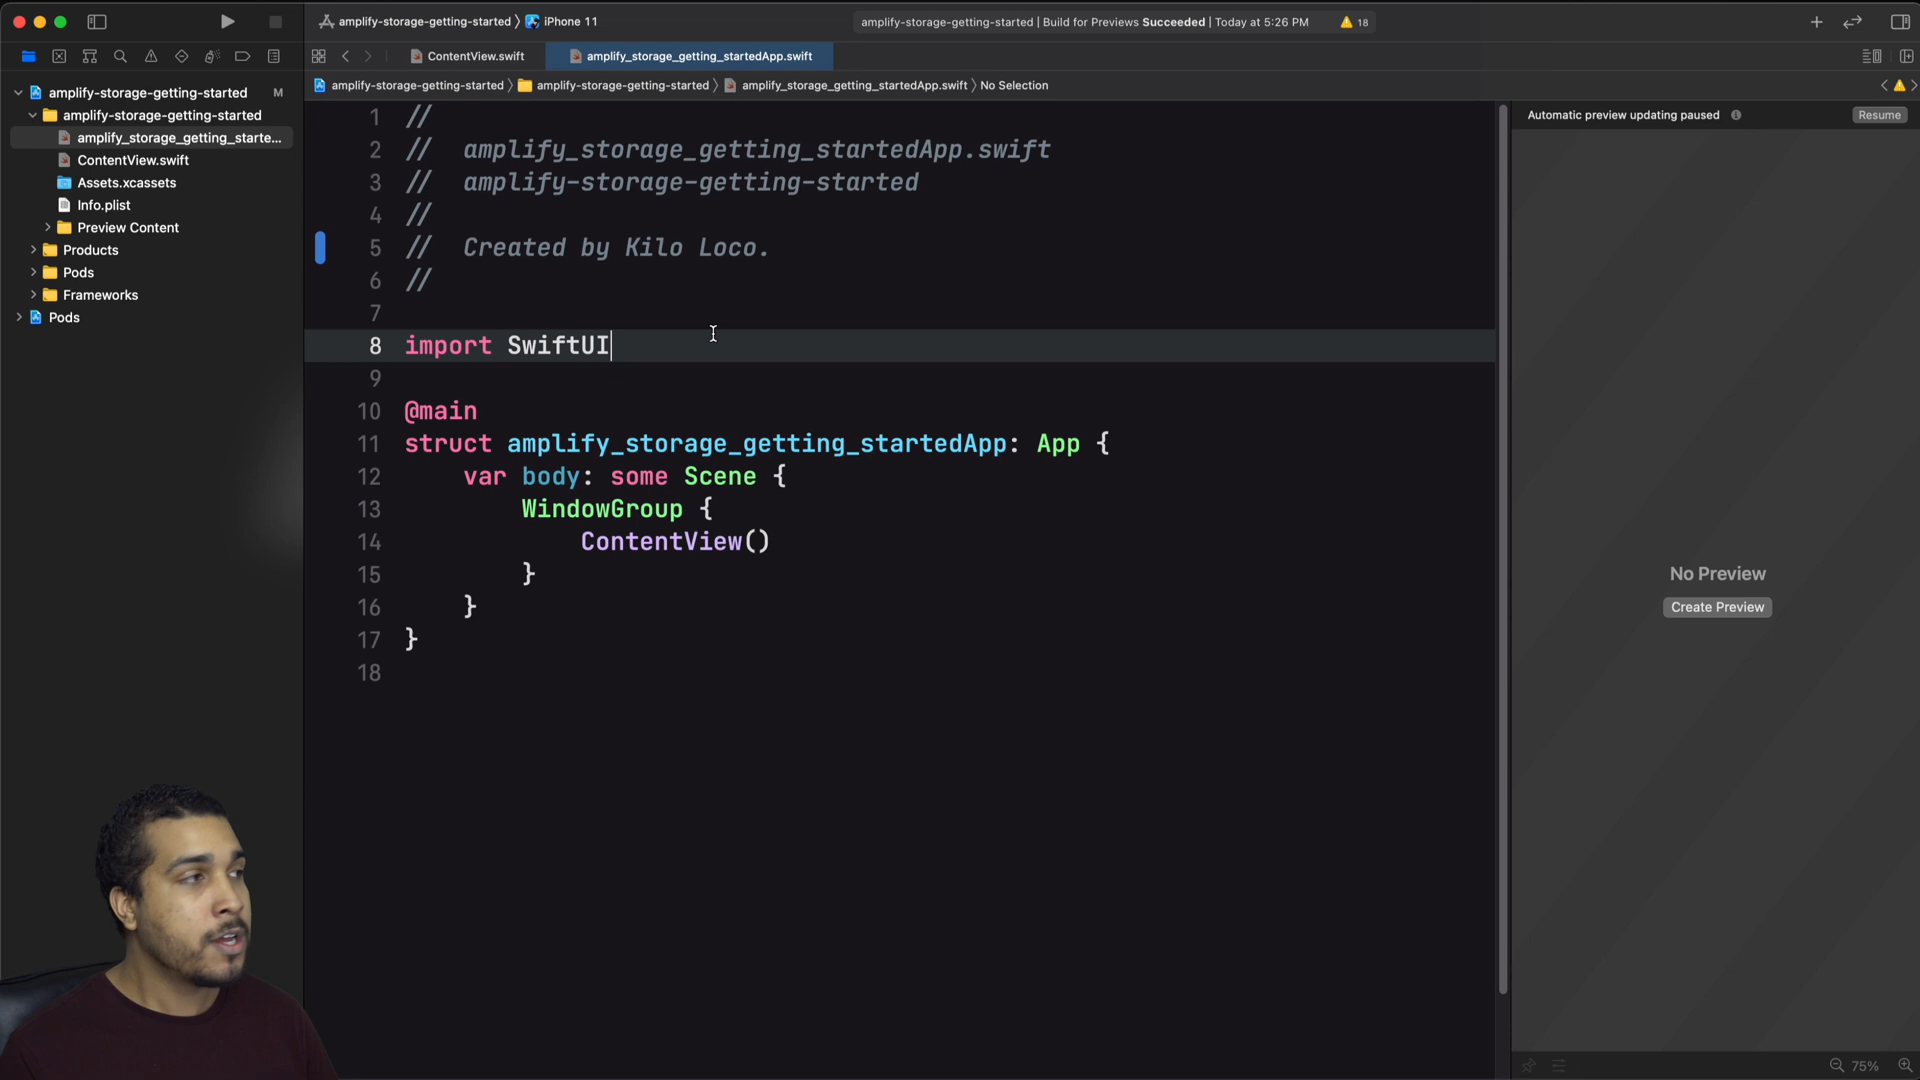 amplify-storage-getting-started 〉 iPhone 11
amplify-storage-getting-started | Build for Previews Succeeded | Today at 5:26 PM
18
ContentView.swift
amplify_storage_getting_startedApp.swift
amplify-storage-getting-started 〉 amplify-storage-getting-started 〉 amplify_storage_getting_startedApp.swift 〉 No Selection
amplify-storage-getting-started M
amplify-storage-getting-started
amplify_storage_getting_starte...
ContentView.swift
Assets.xcassets
Info.plist
Preview Content
Products
Pods
Frameworks
Pods
1 //
2 // amplify_storage_getting_startedApp.swift
3 // amplify-storage-getting-started
4 //
5 // Created by Kilo Loco.
6 //
7
8 import SwiftUI
9
10 @main
11 struct amplify_storage_getting_startedApp: App {
12 var body: some Scene {
13 WindowGroup {
14 ContentView()
15 }
16 }
17 }
18
Automatic preview updating paused
Resume
No Preview
Create Preview
75%